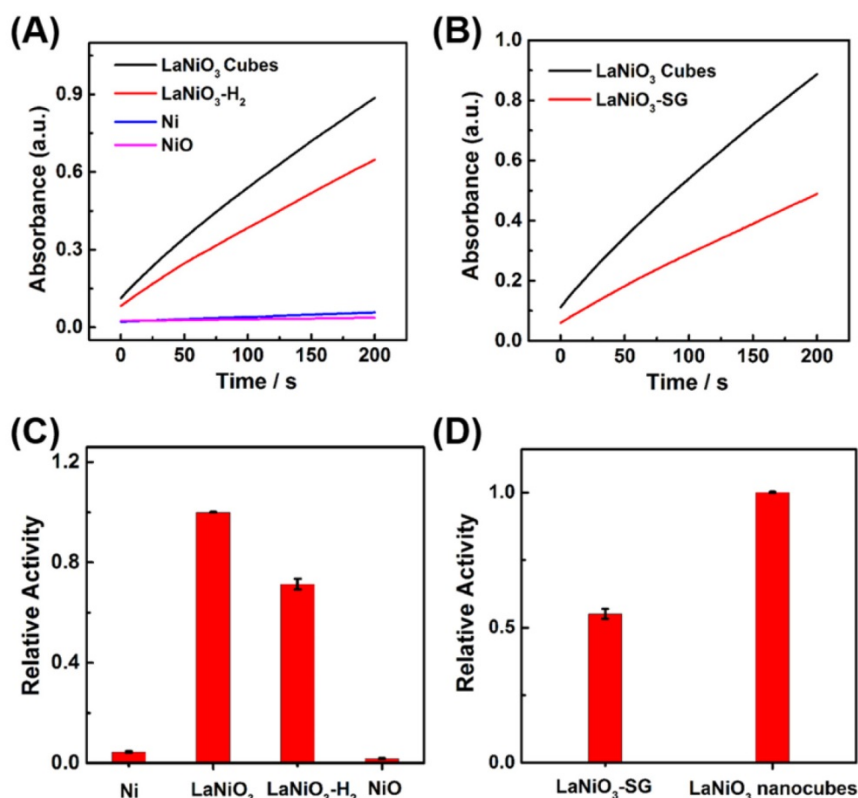 (A)
LaNiO₃ Cubes
LaNiO₃-H₂
Ni
NiO
Absorbance (a.u.)
0.9
0.6
0.3
0.0
0 50 100 150 200
Time / s
(B)
LaNiO₃ Cubes
LaNiO₃-SG
Absorbance (a.u.)
1.0
0.8
0.6
0.4
0.2
0.0
0 50 100 150 200
Time / s
(C)
Relative Activity
1.2
0.8
0.4
0.0
Ni LaNiO₃ LaNiO₃-H₂ NiO
(D)
Relative Activity
1.0
0.5
0.0
LaNiO₃-SG LaNiO₃ nanocubes